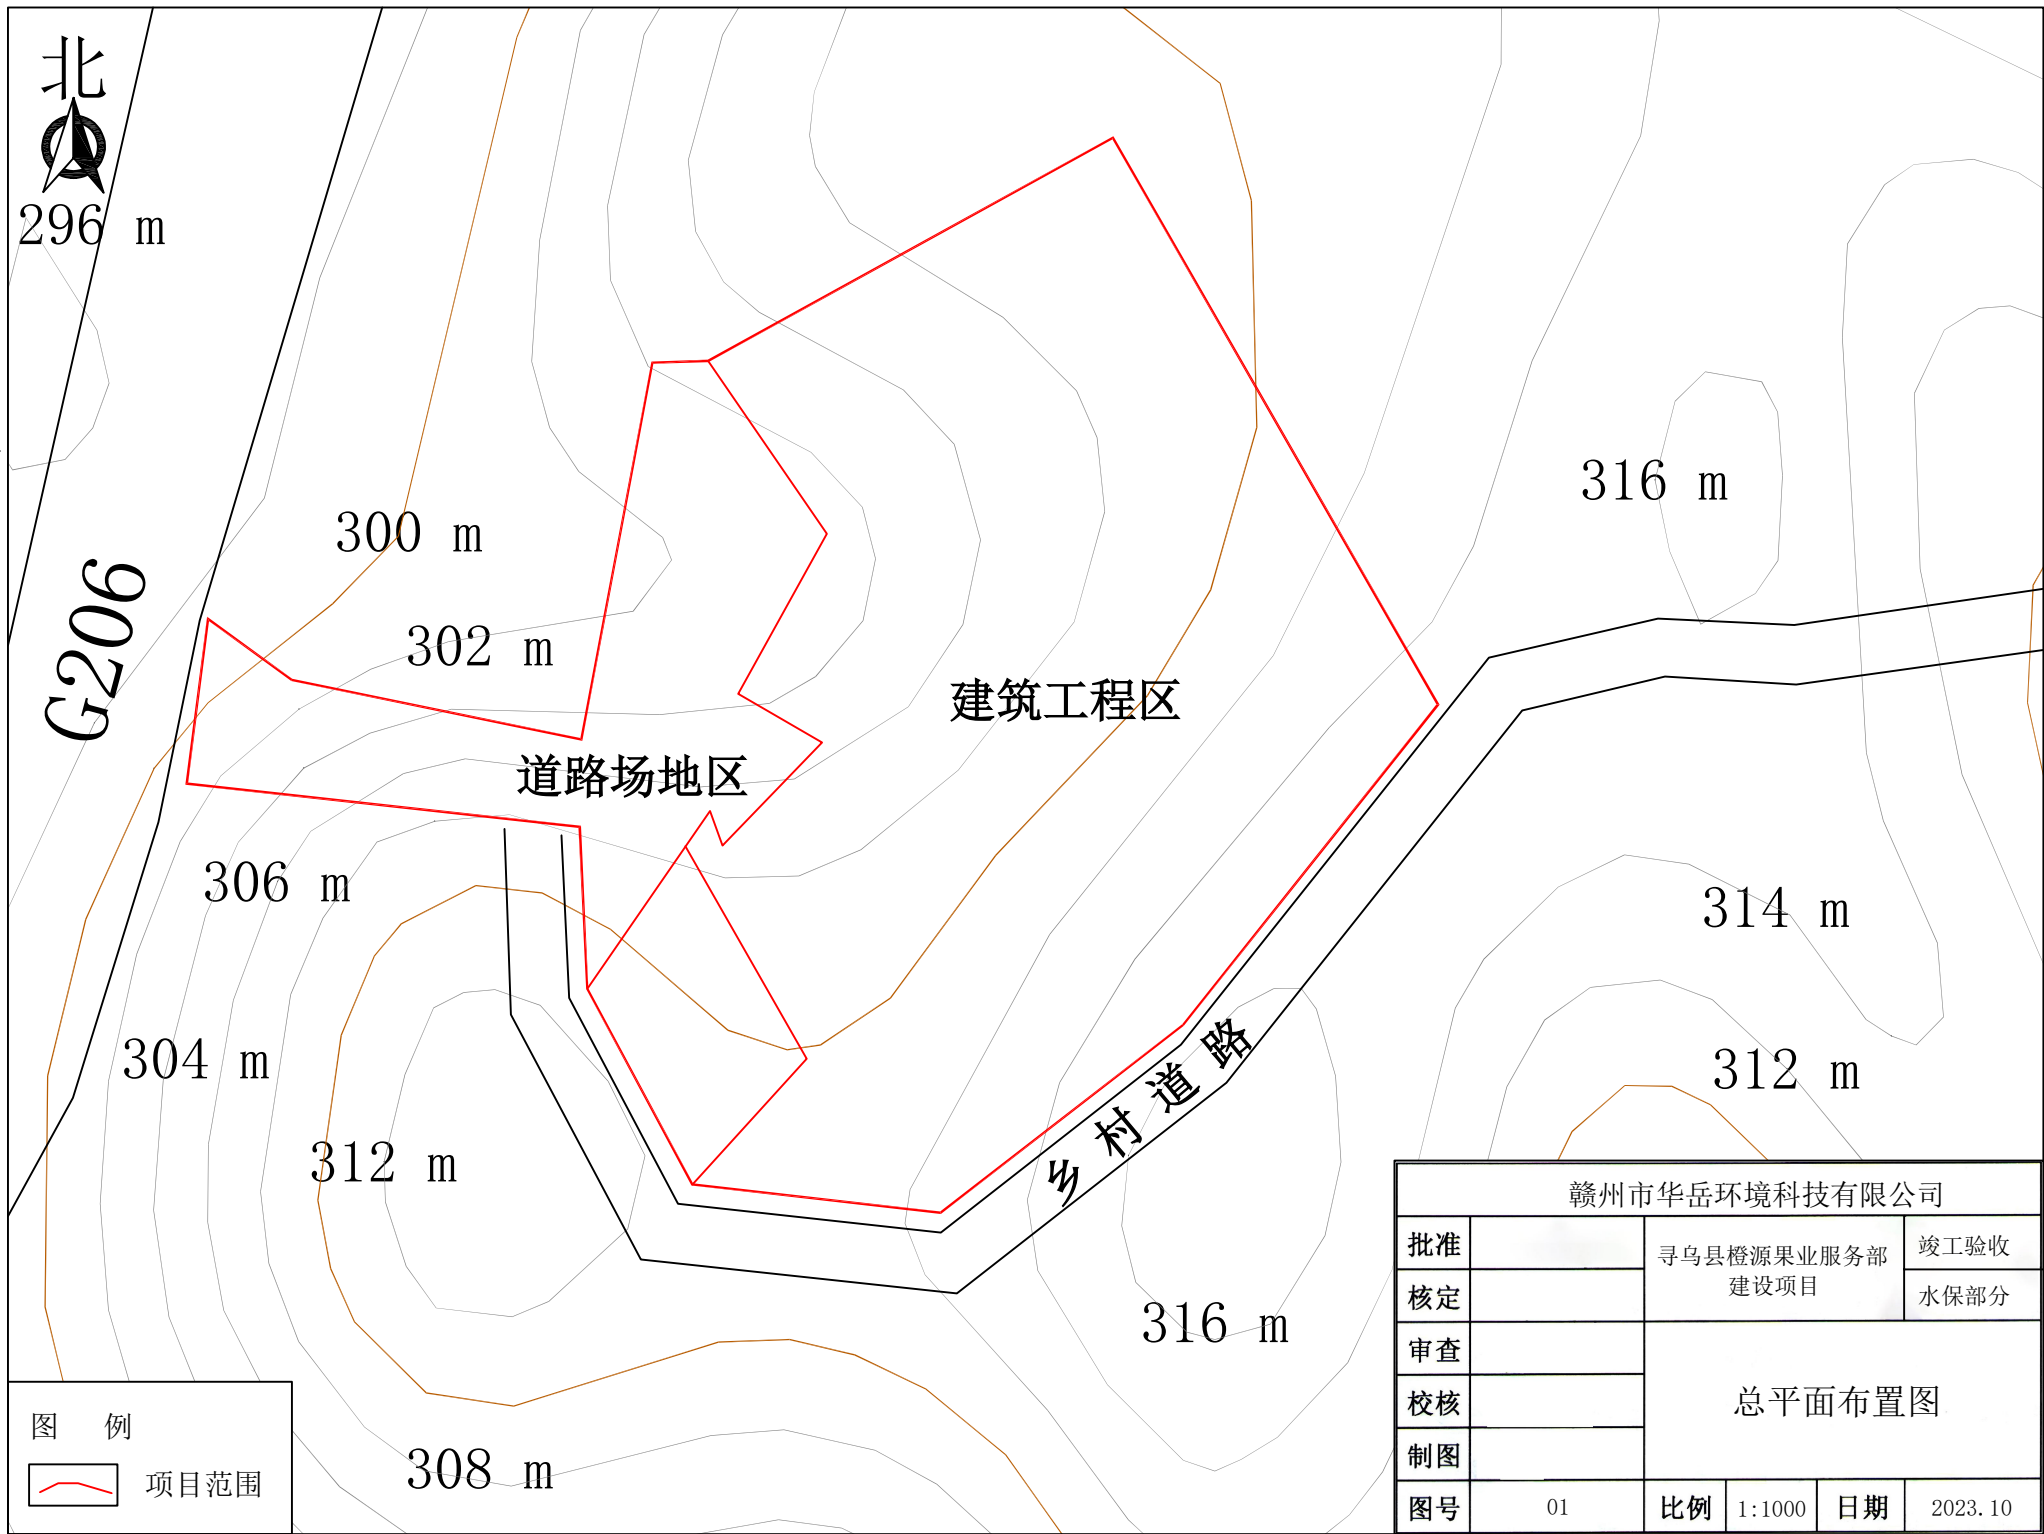 北
296 m
G206
300 m
302 m
316 m
建筑工程区
道路场地区
306 m
314 m
304 m
312 m
312 m
乡村道路
316 m
308 m
图 例
项目范围
赣州市华岳环境科技有限公司
批准
寻乌县橙源果业服务部
建设项目
竣工验收
核定
水保部分
审查
总平面布置图
校核
制图
图号 01 比例 1:1000 日期 2023.10